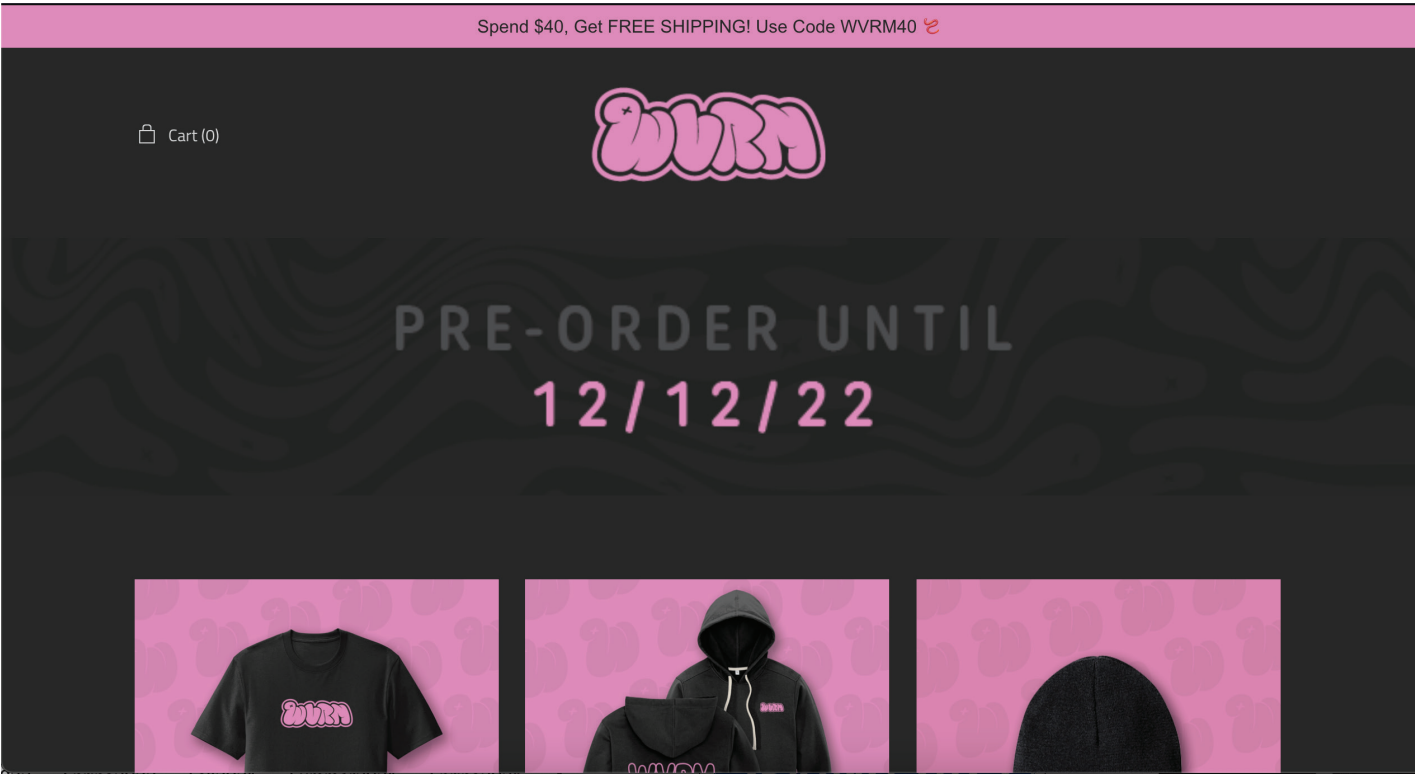 Spend $40, Get FREE SHIPPING! Use Code WVRM40
Cart (0)
WVRM
PRE-ORDER UNTIL
12/12/22
WVRM
WVRM
WVRM